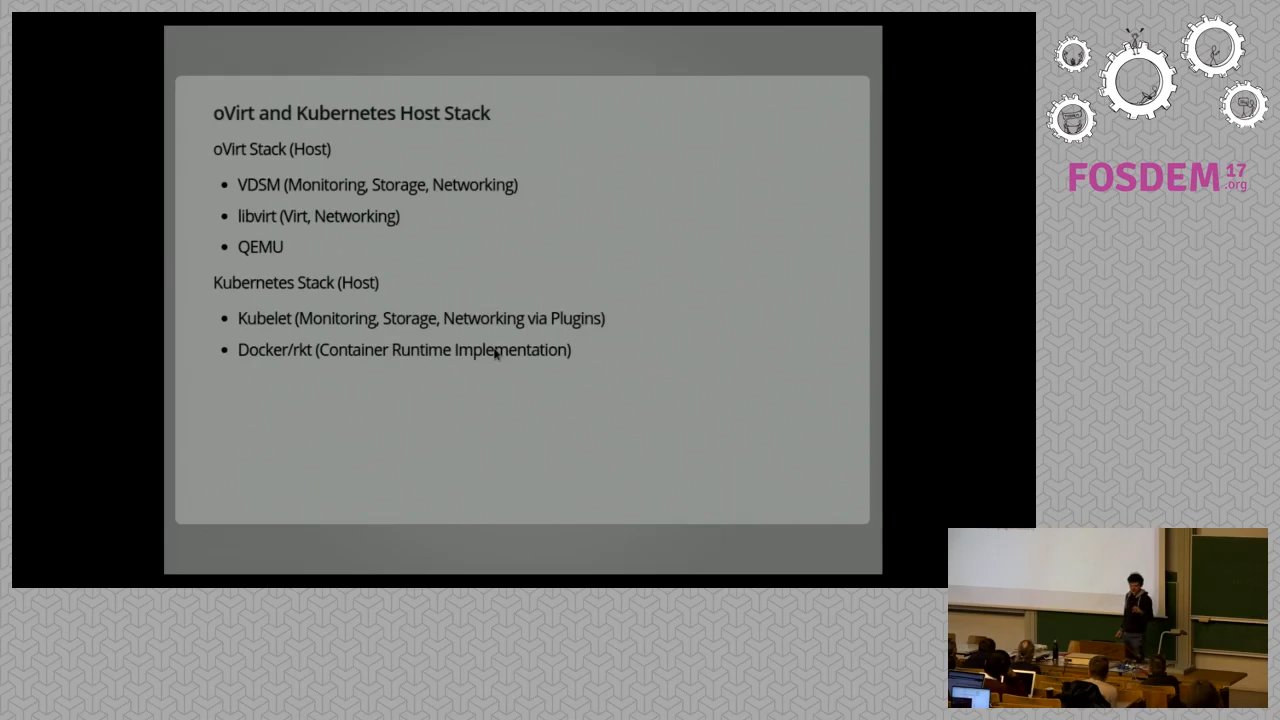 oVirt and Kubernetes Host Stack
oVirt Stack (Host)
VDSM (Monitoring, Storage, Networking)
libvirt (Virt, Networking)
QEMU
Kubernetes Stack (Host)
Kubelet (Monitoring, Storage, Networking via Plugins)
Docker/rkt (Container Runtime Implementation)
FOSDEM 17
.org